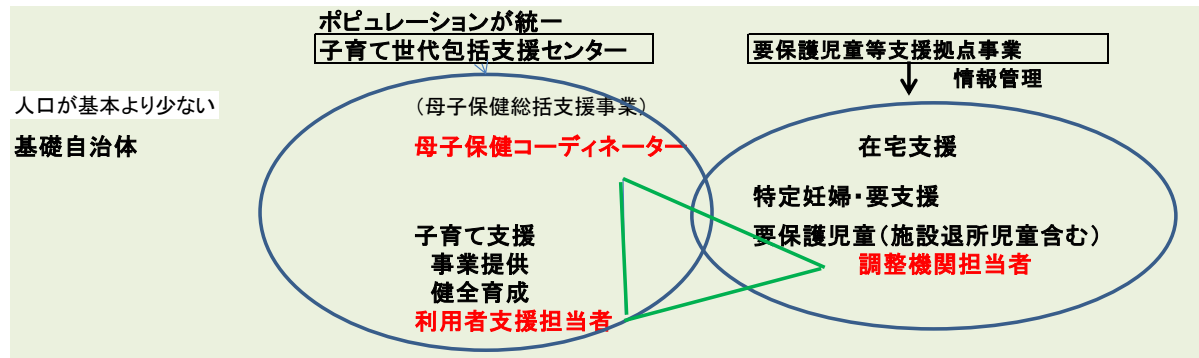 ポピュレーションが統一
子育て世代包括支援センター
要保護児童等支援拠点事業
情報管理
人口が基本より少ない
基礎自治体
（母子保健総括支援事業）
母子保健コーディネーター
在宅支援
特定妊婦・要支援
要保護児童（施設退所児童含む）
調整機関担当者
子育て支援
事業提供
健全育成
利用者支援担当者